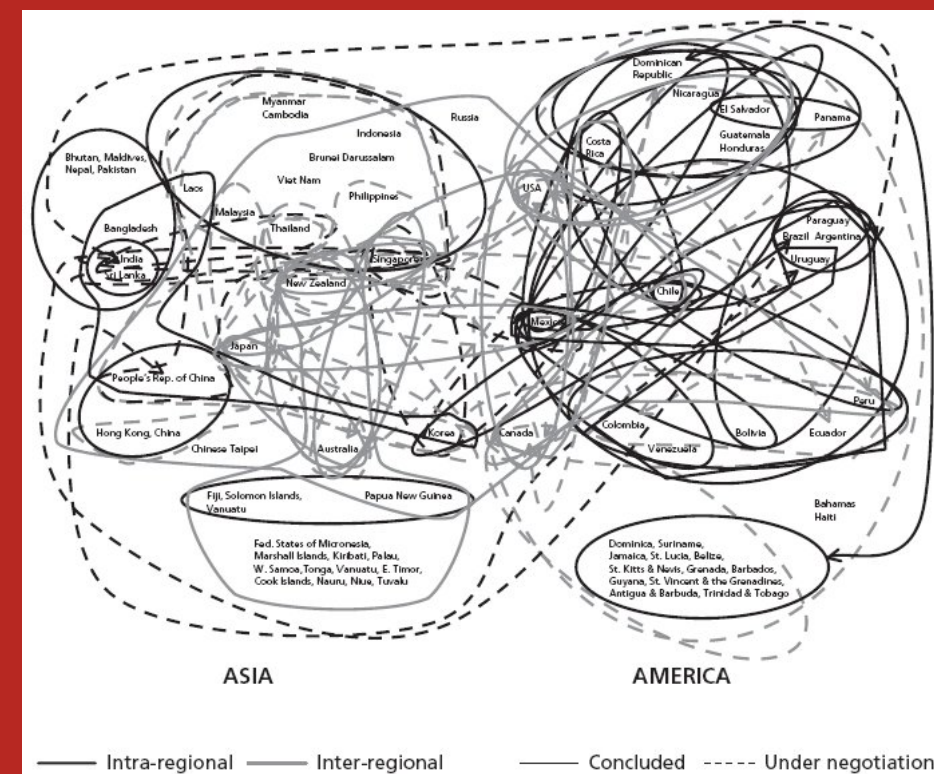 Dominican
Republic
Nicaragua
El Salvador
Panama
Guatemala
Honduras
Costa
Rica
USA
Myanmar
Cambodia
Russia
Indonesia
Brunei Darussalam
Viet Nam
Philippines
Bhutan, Maldives,
Nepal, Pakistan
Laos
Malaysia
Thailand
Bangladesh
India
Sri Lanka
Singapore
New Zealand
Paraguay
Brazil Argentina
Uruguay
Chile
Mexico
Japan
People's Rep. of China
Hong Kong, China
Chinese Taipei
Australia
Korea
Canada
Colombia
Venezuela
Bolivia
Ecuador
Peru
Fiji, Solomon Islands,
Vanuatu
Papua New Guinea
Fed. States of Micronesia,
Marshall Islands, Kiribati, Palau,
W. Samoa,Tonga, Vanuatu, E. Timor,
Cook Islands, Nauru, Niue, Tuvalu
Bahamas
Haiti
Dominica, Suriname,
Jamaica, St. Lucia, Belize,
St. Kitts & Nevis, Grenada, Barbados,
Guyana, St. Vincent & the Grenadines,
Antigua & Barbuda, Trinidad & Tobago
ASIA
AMERICA
Intra-regional
Inter-regional
Concluded
Under negotiation